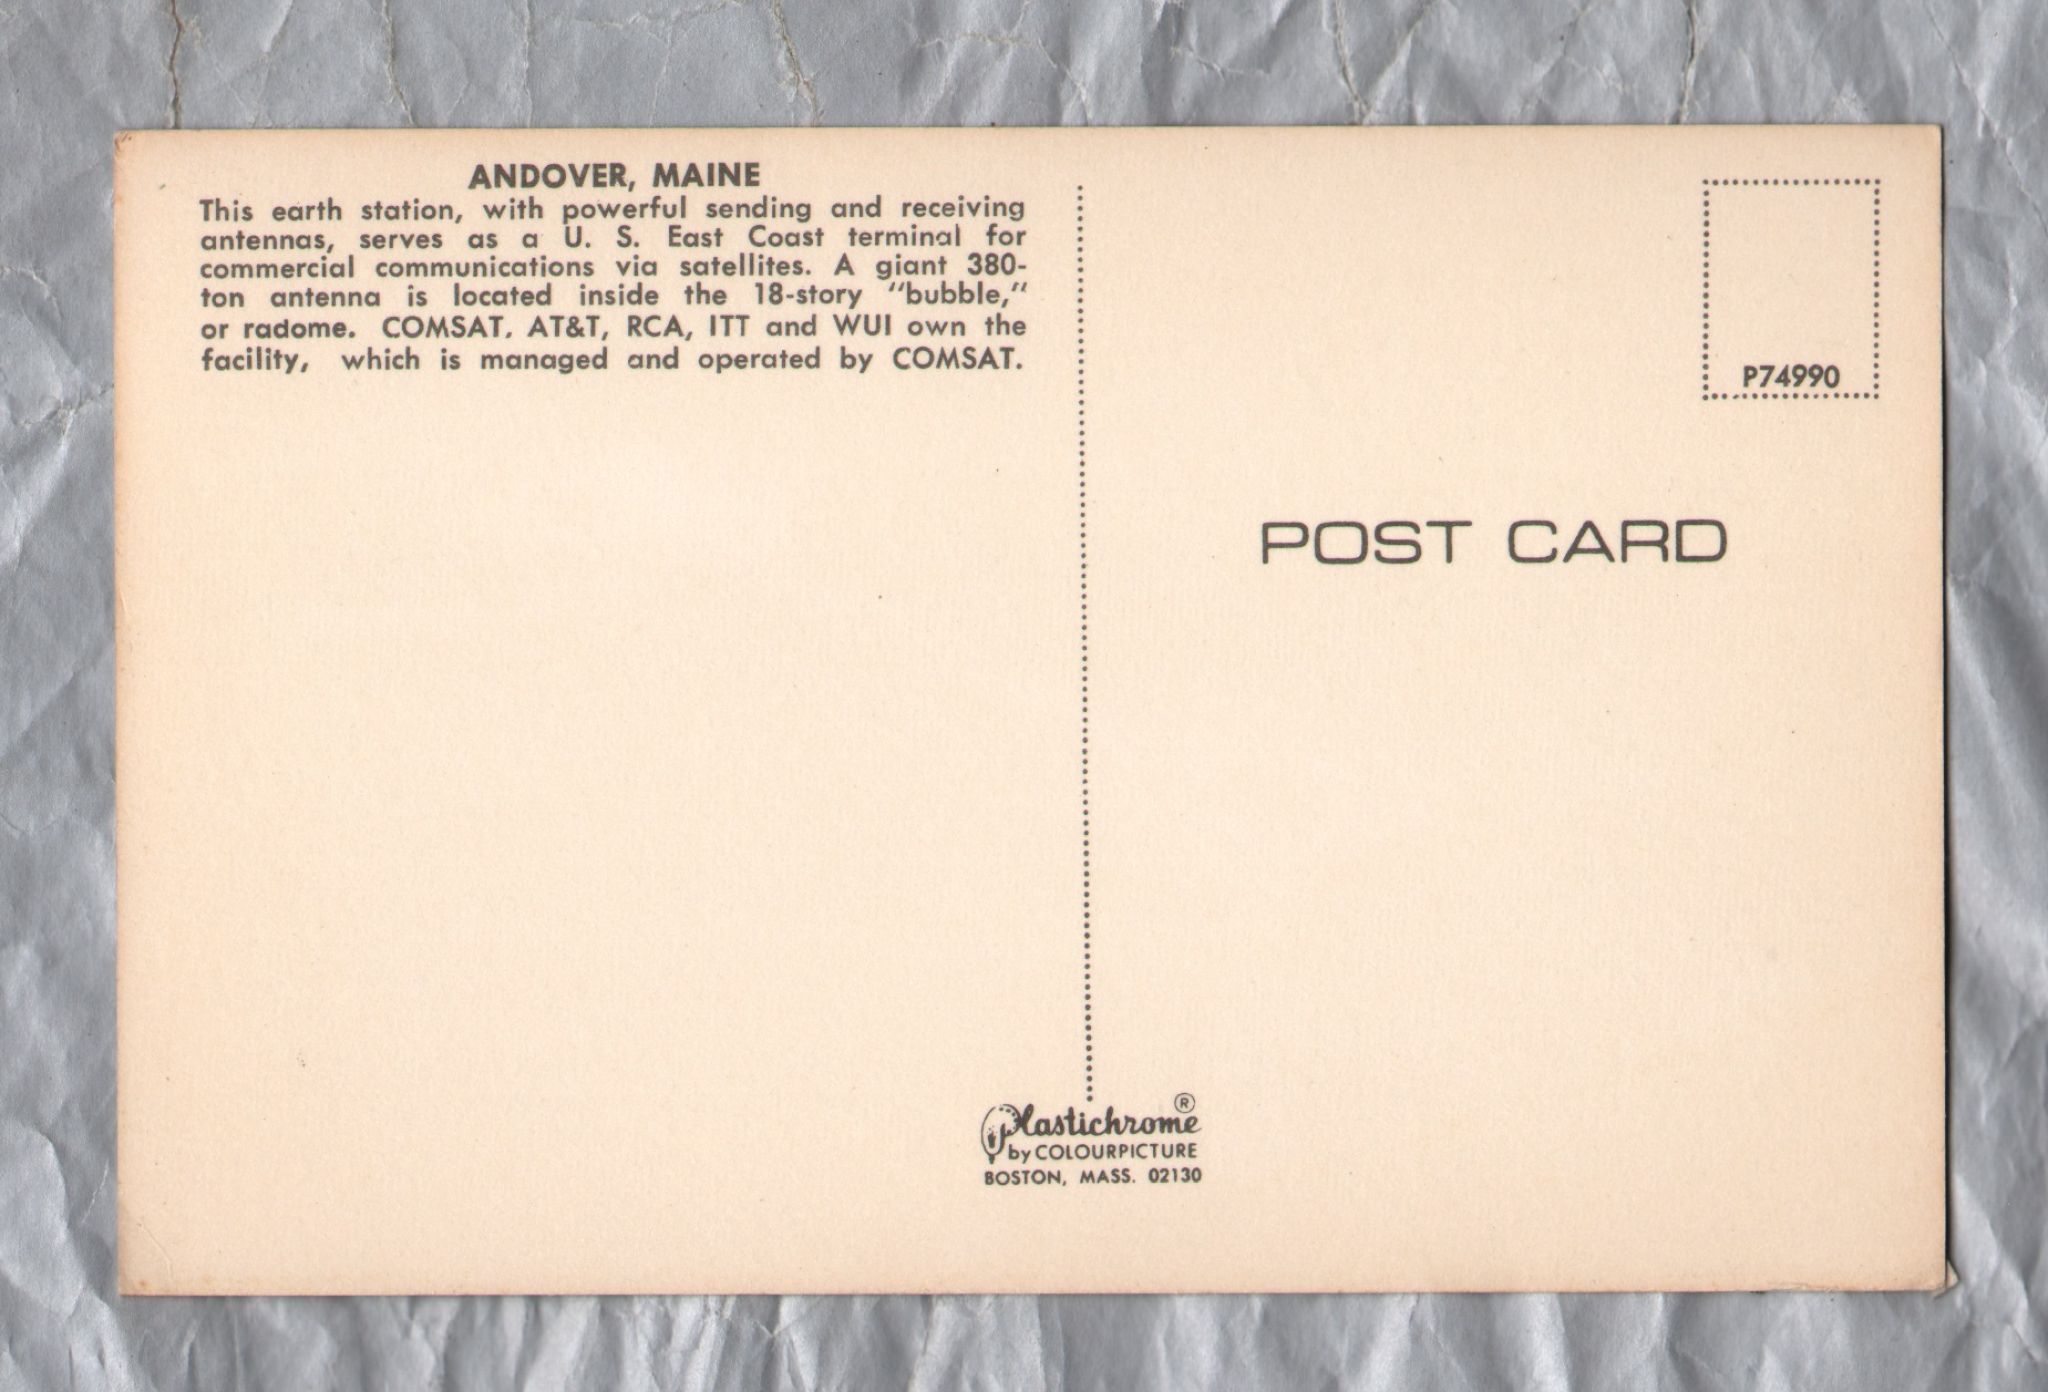 ANDOVER, MAINE
This earth station, with powerful sending and receiving
antennas, serves as a U. S. East Coast terminal for
commercial communications via satellites. A giant 380-
ton antenna is located inside the 18-story “bubble,”
or radome. COMSAT. AT&T, RCA, ITT and WUI own the
facility, which is managed and operated by COMSAT.
P74990
POST CARD
Plastichrome®
by COLOURPICTURE
BOSTON, MASS. 02130